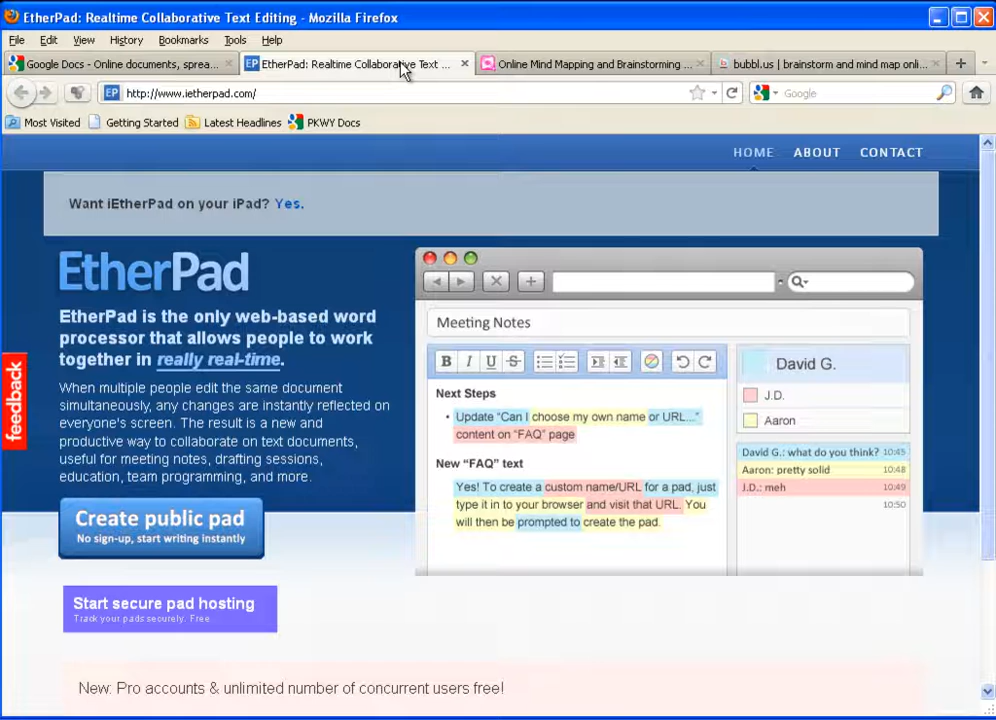 EtherPad: Realtime Collaborative Text Editing - Mozilla Firefox
File Edit View History Bookmarks Tools Help
Google Docs - Online documents, sprea...
EP EtherPad: Realtime Collaborative Text ...
Online Mind Mapping and Brainstorming ...
bubbl.us | brainstorm and mind map onli...
EP http://www.ietherpad.com/
Google
Most Visited Getting Started Latest Headlines PKWY Docs
HOME ABOUT CONTACT
Want iEtherPad on your iPad? Yes.
EtherPad
EtherPad is the only web-based word
processor that allows people to work
together in really real-time.
When multiple people edit the same document
simultaneously, any changes are instantly reflected on
everyone's screen. The result is a new and
productive way to collaborate on text documents,
useful for meeting notes, drafting sessions,
education, team programming, and more.
feedback
Create public pad
No sign-up, start writing instantly
Start secure pad hosting
Track your pads securely. Free
Meeting Notes
B I U S
Next Steps
• Update “Can I choose my own name or URL...”
content on “FAQ” page
New “FAQ” text
Yes! To create a custom name/URL for a pad, just
type it in to your browser and visit that URL. You
will then be prompted to create the pad.
David G.
J.D.
Aaron
David G.: what do you think? 10:45
Aaron: pretty solid 10:48
J.D.: meh 10:49
10:50
New: Pro accounts & unlimited number of concurrent users free!